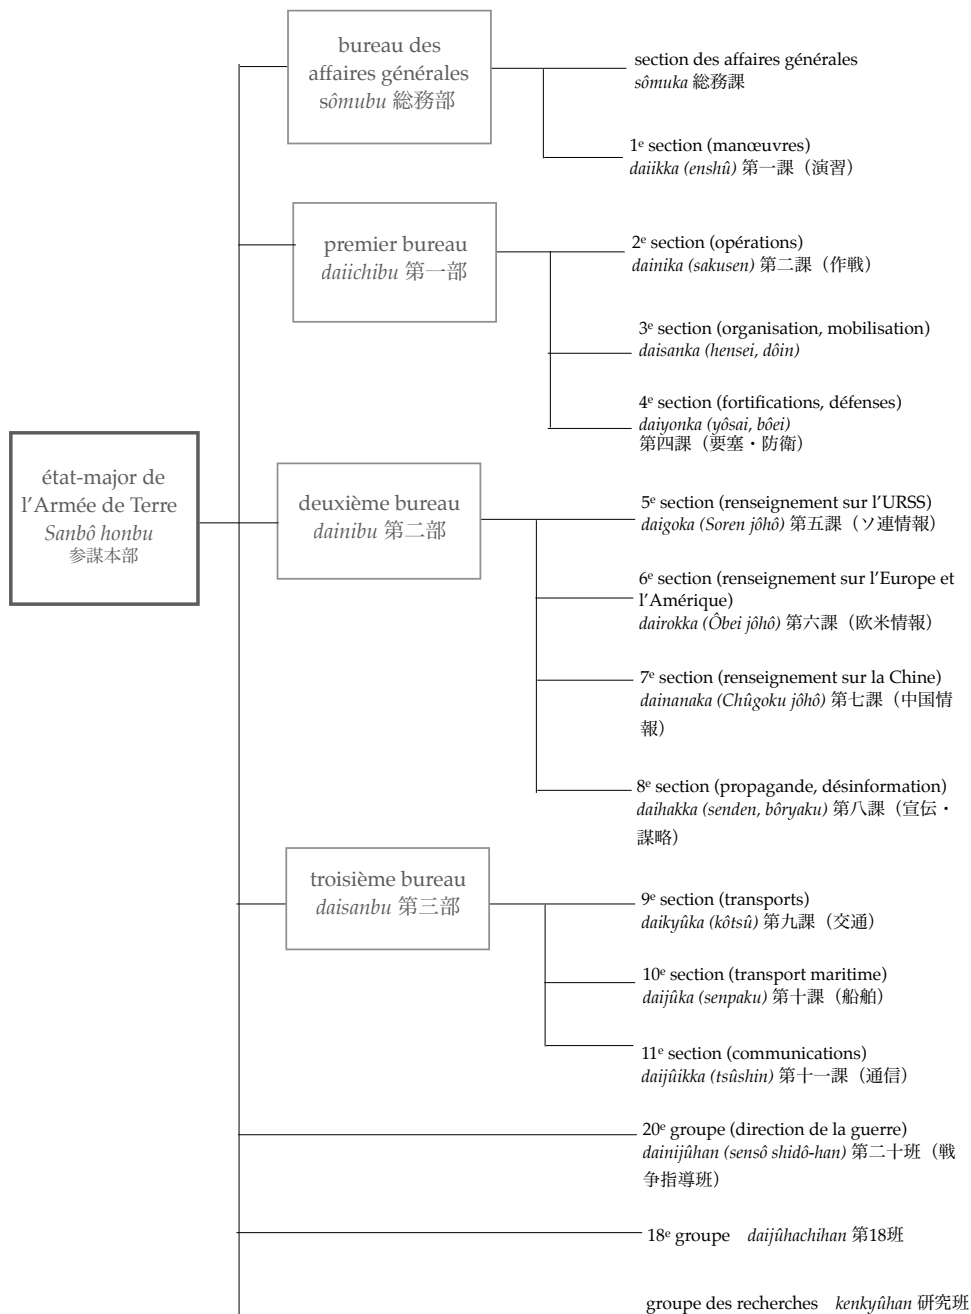 bureau des
affaires générales
sômubu 総務部
section des affaires générales
sômuka 総務課
1e section (manœuvres)
daiikka (enshû) 第一課（演習）
premier bureau
daiichibu 第一部
2e section (opérations)
dainika (sakusen) 第二課（作戦）
3e section (organisation, mobilisation)
daisanka (hensei, dôin)
4e section (fortifications, défenses)
daiyonka (yôsai, bôei)
第四課（要塞・防衛）
état-major de
l’Armée de Terre
Sanbô honbu
参謀本部
deuxième bureau
dainibu 第二部
5e section (renseignement sur l’URSS)
daigoka (Soren jôhô) 第五課（ソ連情報）
6e section (renseignement sur l’Europe et
l’Amérique)
dairokka (Ôbei jôhô) 第六課（欧米情報）
7e section (renseignement sur la Chine)
dainanaka (Chûgoku jôhô) 第七課（中国情
報）
8e section (propagande, désinformation)
daihakka (senden, bôryaku) 第八課（宣伝・
謀略）
troisième bureau
daisanbu 第三部
9e section (transports)
daikyûka (kôtsû) 第九課（交通）
10e section (transport maritime)
daijûka (senpaku) 第十課（船舶）
11e section (communications)
daijûikka (tsûshin) 第十一課（通信）
20e groupe (direction de la guerre)
dainijûhan (sensô shidô-han) 第二十班（戦
争指導班）
18e groupe daijûhachihan 第18班
groupe des recherches kenkyûhan 研究班